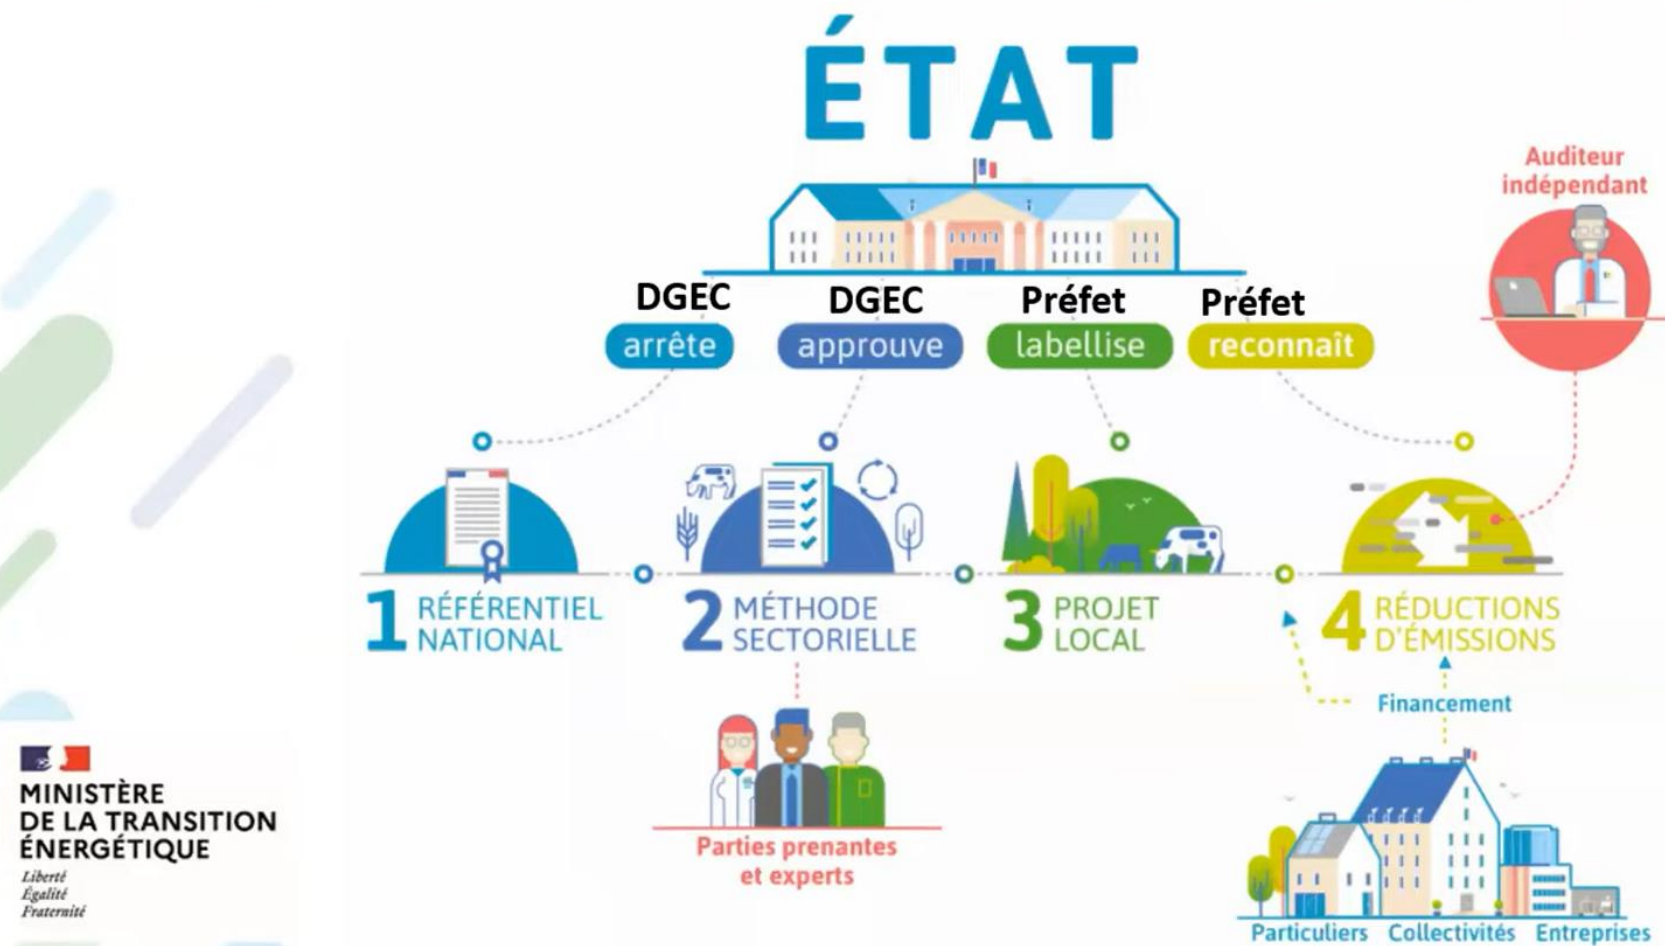 ÉTAT
Auditeur
indépendant
DGEC
DGEC
Préfet
Préfet
arrête
approuve
labellise
reconnaît
1 RÉFÉRENTIEL
NATIONAL
2 MÉTHODE
SECTORIELLE
3 PROJET
LOCAL
4 RÉDUCTIONS
D'ÉMISSIONS
Financement
Parties prenantes
et experts
Particuliers
Collectivités
Entreprises
MINISTÈRE
DE LA TRANSITION
ÉNERGÉTIQUE
Liberté
Égalité
Fraternité